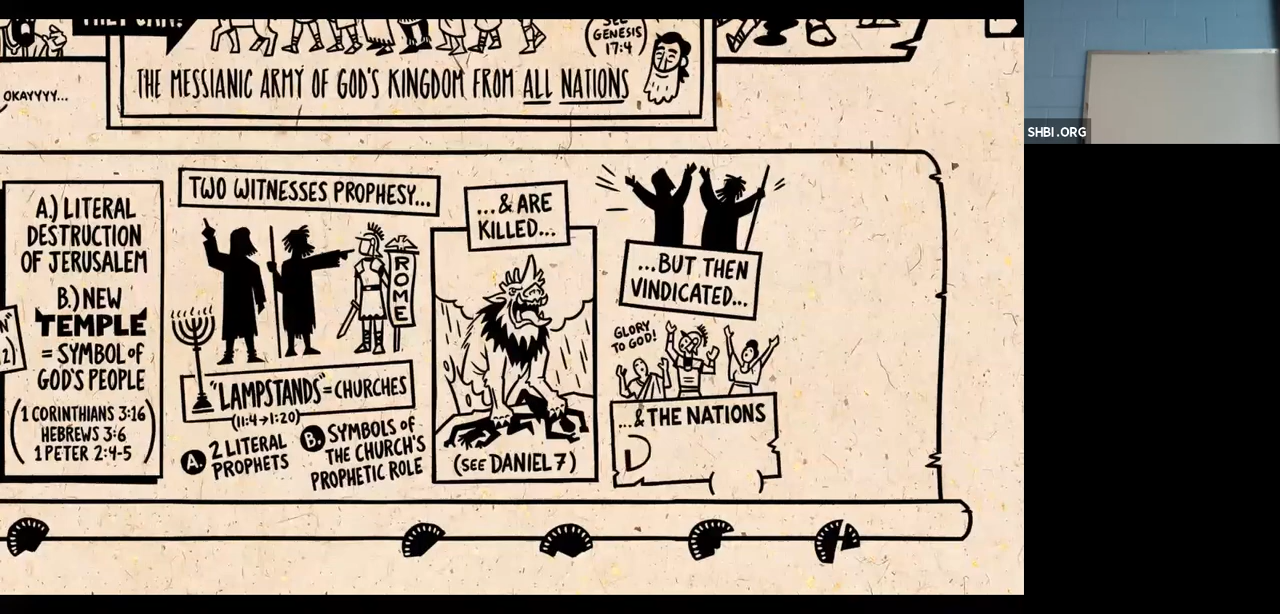 THEY CAN!
SEE
GENESIS
17:4
THE MESSIANIC ARMY OF GOD'S KINGDOM FROM ALL NATIONS
OKAYYYY...
SHBI.ORG
A.) LITERAL
DESTRUCTION
OF JERUSALEM
B.) NEW
TEMPLE
= SYMBOL of
GOD'S PEOPLE
(1 CORINTHIANS 3:16
HEBREWS 3:6
1 PETER 2:4-5)
TWO WITNESSES PROPHESY...
ROME
"LAMPSTANDS" = CHURCHES
(11:4→1:20)
A. 2 LITERAL
PROPHETS
B. SYMBOLS of
THE CHURCH'S
PROPHETIC ROLE
...& ARE
KILLED...
(SEE DANIEL 7)
...BUT THEN
VINDICATED...
GLORY
TO GOD!
...& THE NATIONS